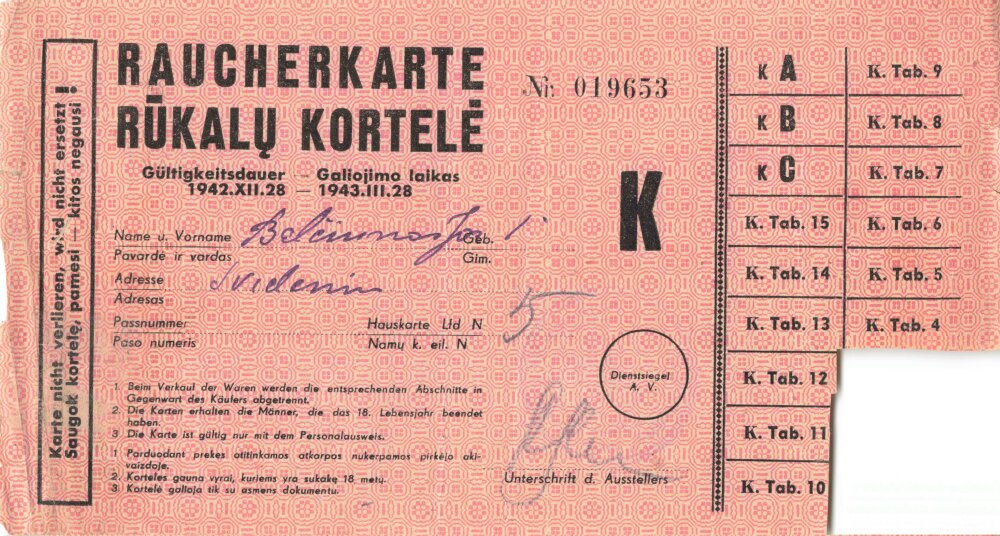 Karte nicht verlieren, wird nicht ersetzt!
Saugok kortelę, pamesi — kitos negausi!
RAUCHERKARTE
RŪKALŲ KORTELĖ
Nr. 019653
Gültigkeitsdauer — Galiojimo laikas
1942.XII.28 — 1943.III.28
K
Name u. Vorname Geb.
Pavardė ir vardas Gim.
Adresse
Adresas
Passnummer Hauskarte Lfd N 5
Paso numeris Namų k. eil. N
Dienstsiegel
A. V.
1 Beim Verkauf der Waren werden die entsprechenden Abschnitte in
Gegenwart des Käufers abgetrennt.
2. Die Karten erhalten die Männer, die das 18. Lebensjahr beendet
haben.
3 Die Karte ist gültig nur mit dem Personalausweis.
1 Parduodant prekes atitinkamos atkarpos nukerpamos pirkėjo aki-
vaizdoje.
2. Korteles gauna vyrai, kuriems yra sukakę 18 metų.
3 Kortelė galioja tik su asmens dokumentu.
Unterschrift d. Ausstellers
K A K. Tab. 9
K B K. Tab. 8
K C K. Tab. 7
K. Tab. 15 K. Tab. 6
K. Tab. 14 K. Tab. 5
K. Tab. 13 K. Tab. 4
K. Tab. 12
K. Tab. 11
K. Tab. 10